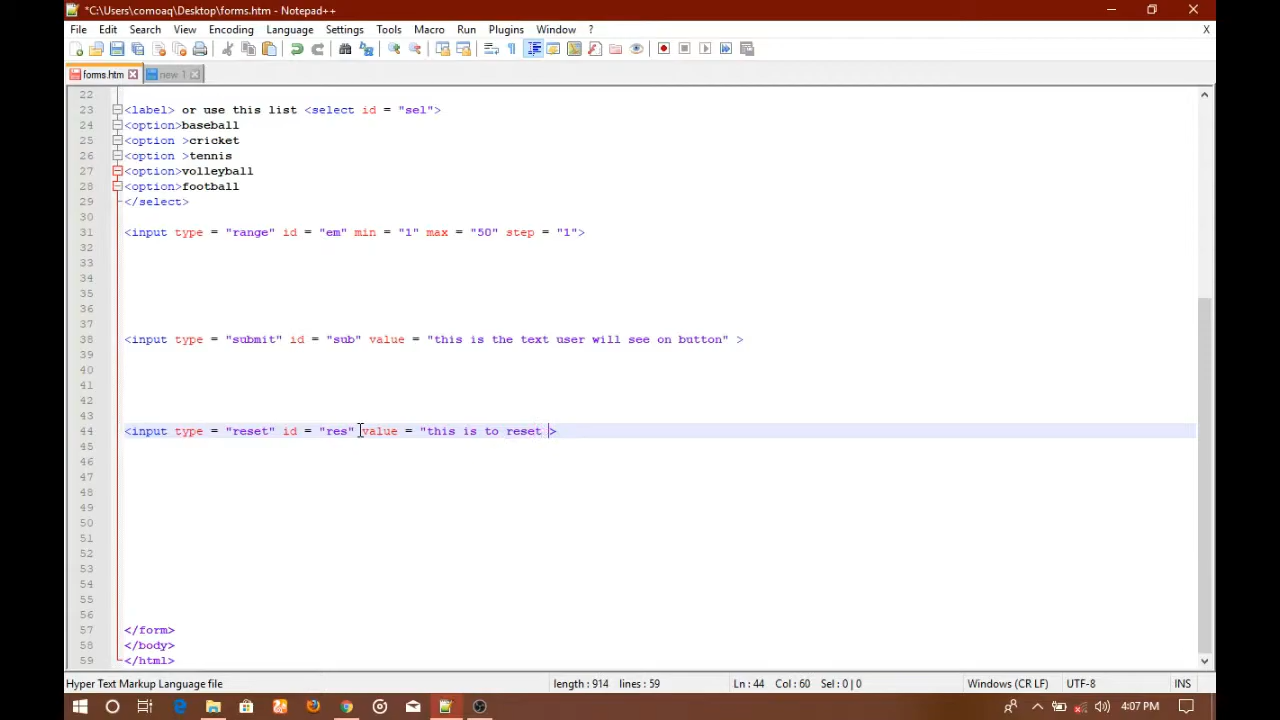 *C:\Users\comoaq\Desktop\forms.htm - Notepad++
File Edit Search View Encoding Language Settings Tools Macro Run Plugins Window ? X
forms.htm new 1
22
23 <label> or use this list <select id = "sel">
24 <option>baseball
25 <option >cricket
26 <option >tennis
27 <option>volleyball
28 <option>football
29 </select>
30
31 <input type = "range" id = "em" min = "1" max = "50" step = "1">
32
33
34
35
36
37
38 <input type = "submit" id = "sub" value = "this is the text user will see on button" >
39
40
41
42
43
44 <input type = "reset" id = "res" value = "this is to reset >
45
46
47
48
49
50
51
52
53
54
55
56
57 </form>
58 </body>
59 </html>
Hyper Text Markup Language file length : 914 lines : 59 Ln : 44 Col : 60 Sel : 0 | 0 Windows (CR LF) UTF-8 INS
4:07 PM